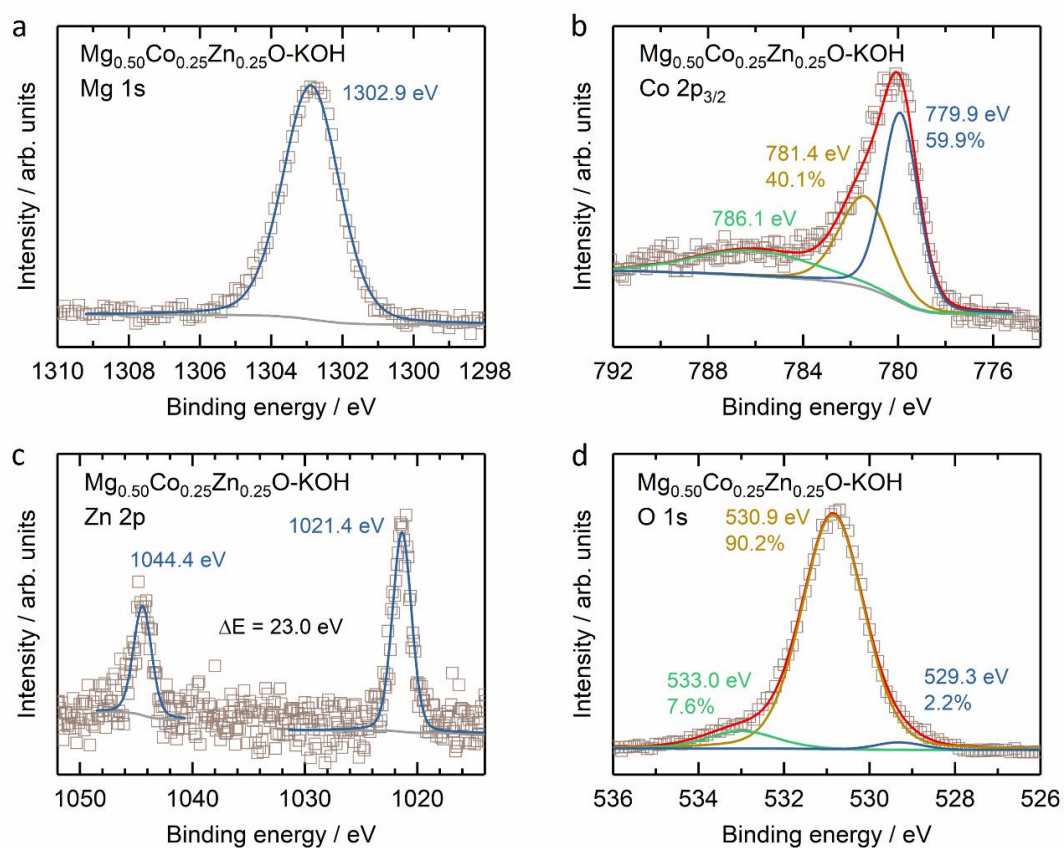 a
Mg0.50Co0.25Zn0.25O-KOH
Mg 1s
1302.9 eV
Intensity / arb. units
1310 1308 1306 1304 1302 1300 1298
Binding energy / eV
b
Mg0.50Co0.25Zn0.25O-KOH
Co 2p3/2
779.9 eV
59.9%
781.4 eV
40.1%
786.1 eV
Intensity / arb. units
792 788 784 780 776
Binding energy / eV
c
Mg0.50Co0.25Zn0.25O-KOH
Zn 2p
1021.4 eV
1044.4 eV
ΔE = 23.0 eV
Intensity / arb. units
1050 1040 1030 1020
Binding energy / eV
d
Mg0.50Co0.25Zn0.25O-KOH
O 1s
530.9 eV
90.2%
533.0 eV
7.6%
529.3 eV
2.2%
Intensity / arb. units
536 534 532 530 528 526
Binding energy / eV